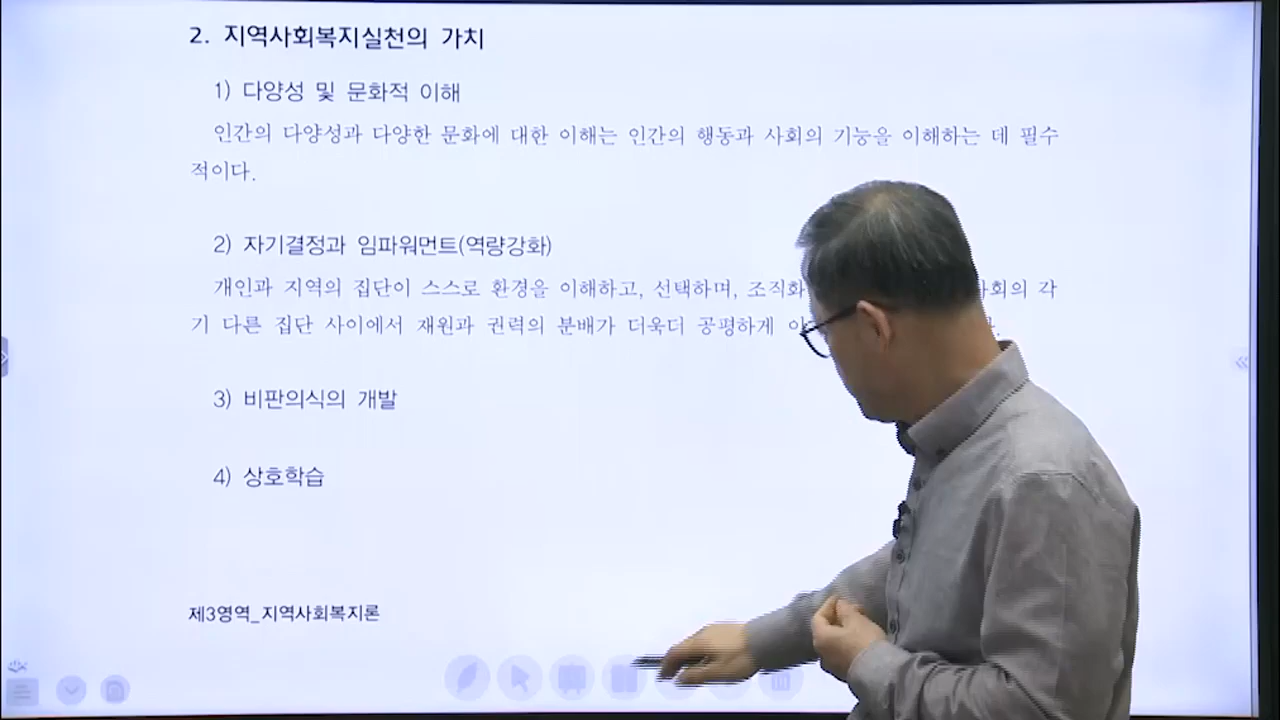 2. 지역사회복지실천의 가치
1) 다양성 및 문화적 이해
인간의 다양성과 다양한 문화에 대한 이해는 인간의 행동과 사회의 기능을 이해하는 데 필수
적이다.
2) 자기결정과 임파워먼트(역량강화)
개인과 지역의 집단이 스스로 환경을 이해하고, 선택하며, 조직화 각
기 다른 집단 사이에서 재원과 권력의 분배가 더욱더 공평하게
3) 비판의식의 개발
4) 상호학습
제3영역_지역사회복지론